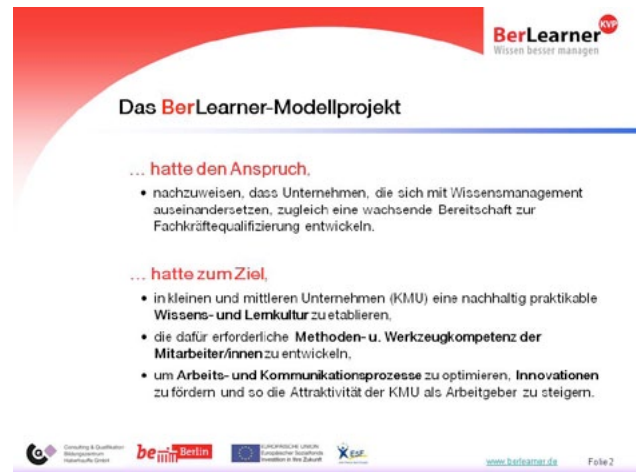 BerLearner KVP
Wissen besser managen
Das BerLearner-Modellprojekt
... hatte den Anspruch,
• nachzuweisen, dass Unternehmen, die sich mit Wissensmanagement
auseinandersetzen, zugleich eine wachsende Bereitschaft zur
Fachkräftequalifizierung entwickeln.
... hatte zum Ziel,
• in kleinen und mittleren Unternehmen (KMU) eine nachhaltig praktikable
Wissens- und Lernkultur zu etablieren,
• die dafür erforderliche Methoden- u. Werkzeugkompetenz der
Mitarbeiter/innen zu entwickeln,
• um Arbeits- und Kommunikationsprozesse zu optimieren, Innovationen
zu fördern und so die Attraktivität der KMU als Arbeitgeber zu steigern.
Consulting & Qualifikation
Bildungszentrum
GmbH
be Berlin
EUROPÄISCHE UNION
Europäischer Sozialfonds
Investition in Ihre Zukunft
ESF
www.berlearner.de
Folie 2